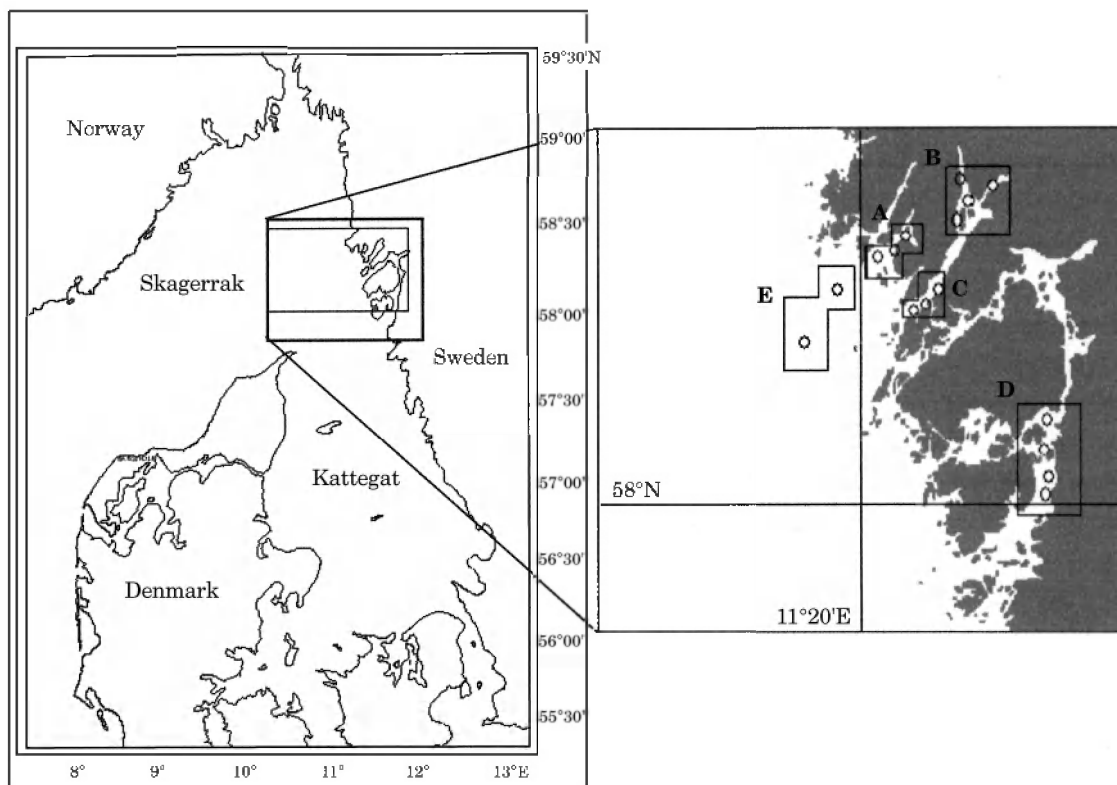 59°30'N
Norway
59°00'
58°30'
Skagerrak
58°00'
Sweden
57°30'
Kattegat
57°00'
56°30'
Denmark
56°00'
55°30'
8° 9° 10° 11° 12° 13°E
B
A
C
E
D
58°N
11°20'E